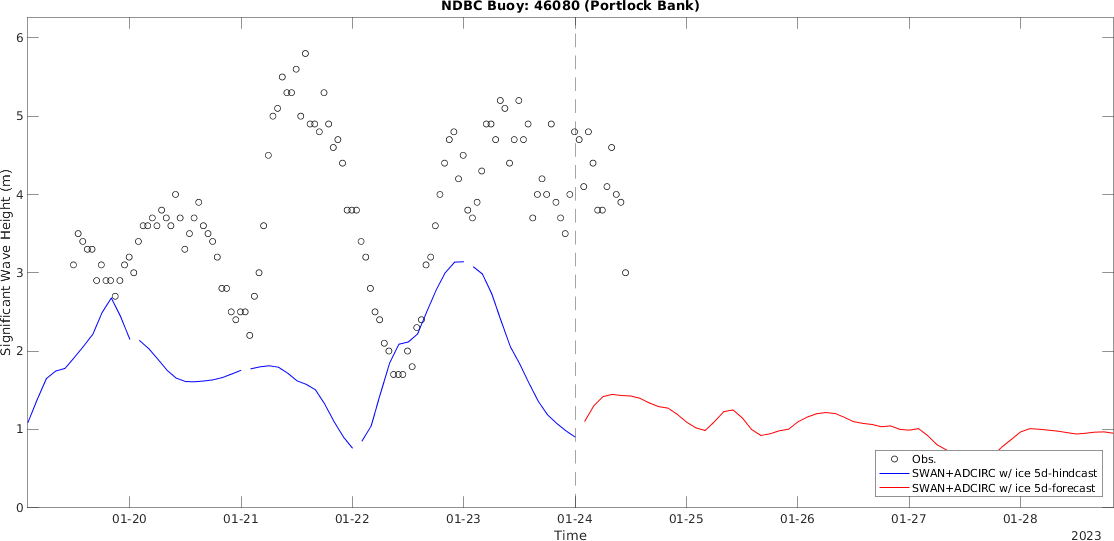 NDBC Buoy: 46080 (Portlock Bank)
Significant Wave Height (m)
6
5
4
3
2
1
0
Obs.
SWAN+ADCIRC w/ ice 5d-hindcast
SWAN+ADCIRC w/ ice 5d-forecast
01-20 01-21 01-22 01-23 01-24 01-25 01-26 01-27 01-28
Time
2023